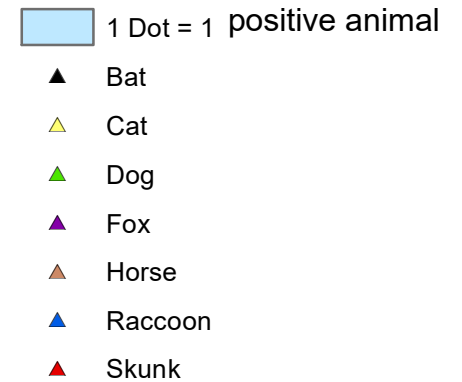 1 Dot = 1 positive animal
Bat
Cat
Dog
Fox
Horse
Raccoon
Skunk